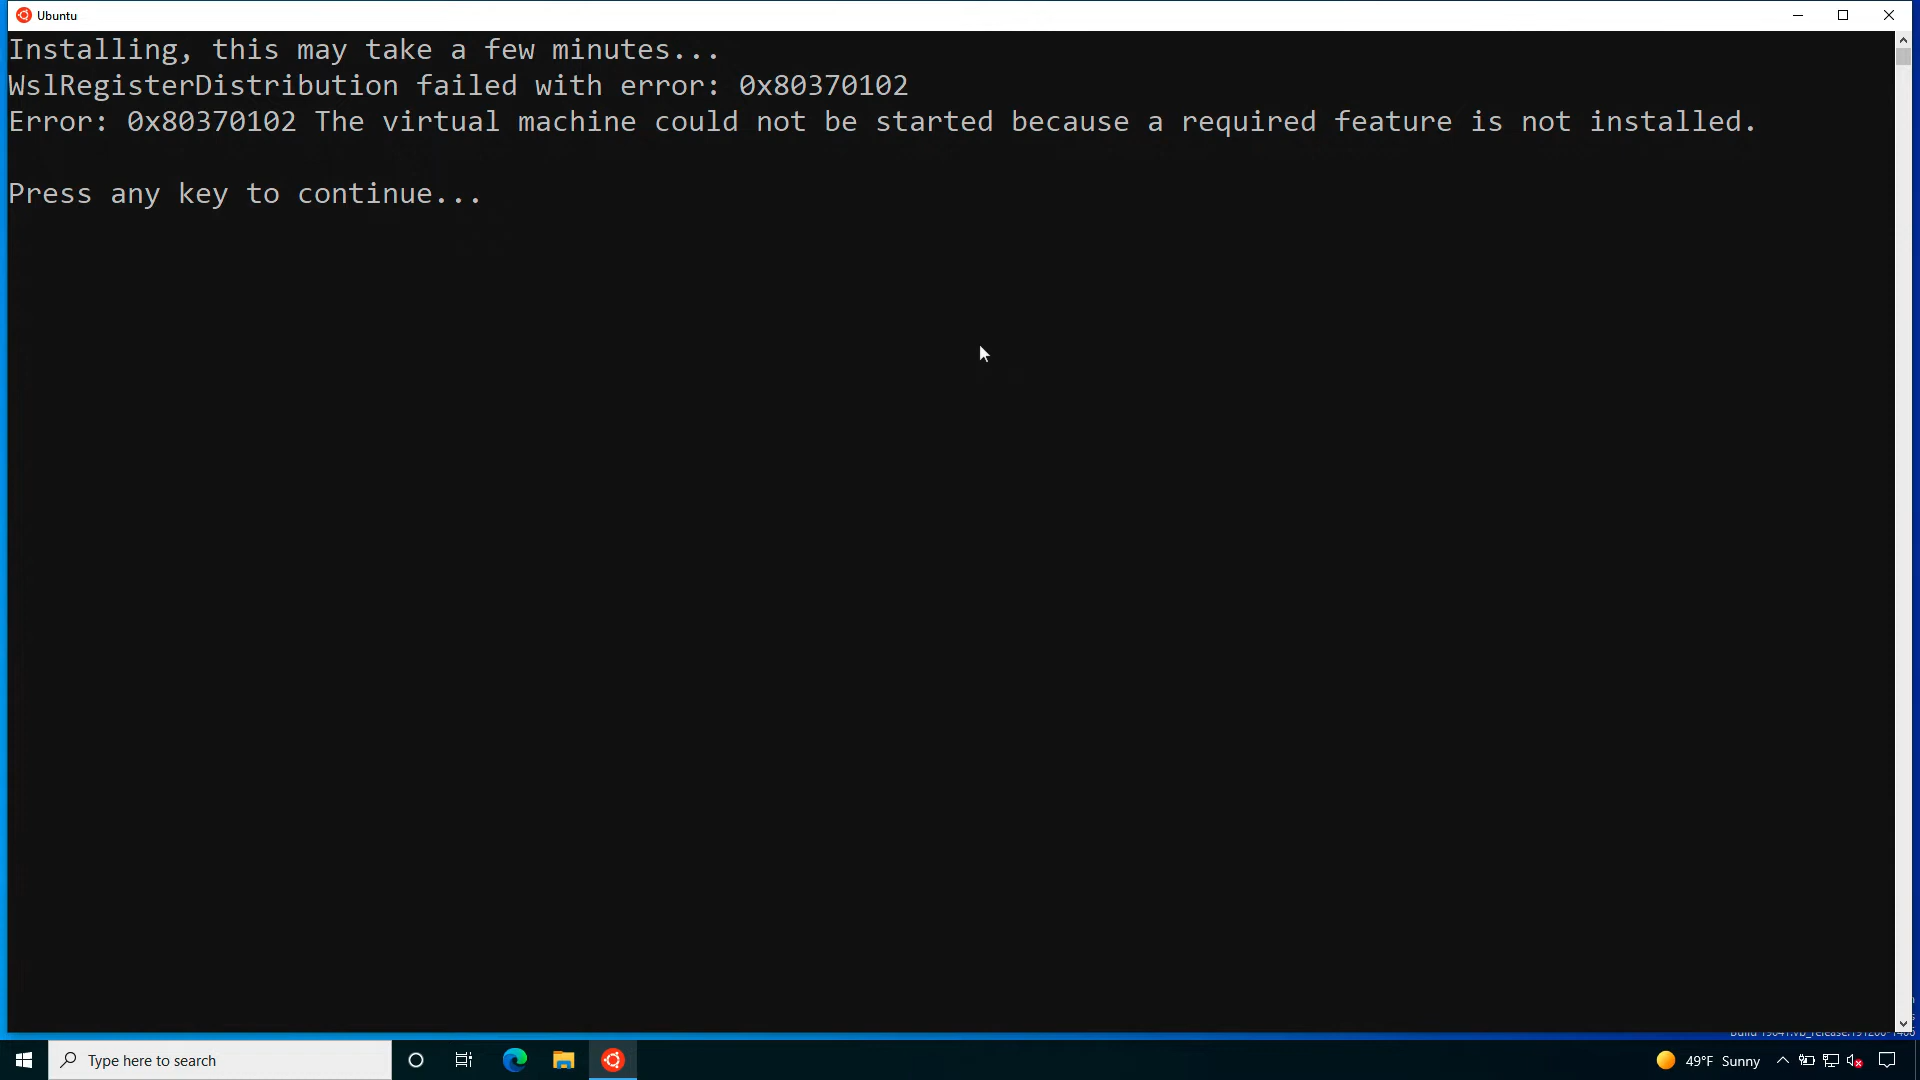 Ubuntu
Installing, this may take a few minutes...
WslRegisterDistribution failed with error: 0x80370102
Error: 0x80370102 The virtual machine could not be started because a required feature is not installed.
Press any key to continue...
Type here to search
49°F Sunny